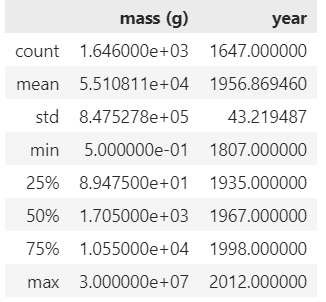 mass (g) year
count 1.646000e+03 1647.000000
mean 5.510811e+04 1956.869460
std 8.475278e+05 43.219487
min 5.000000e-01 1807.000000
25% 8.947500e+01 1935.000000
50% 1.705000e+03 1967.000000
75% 1.055000e+04 1998.000000
max 3.000000e+07 2012.000000